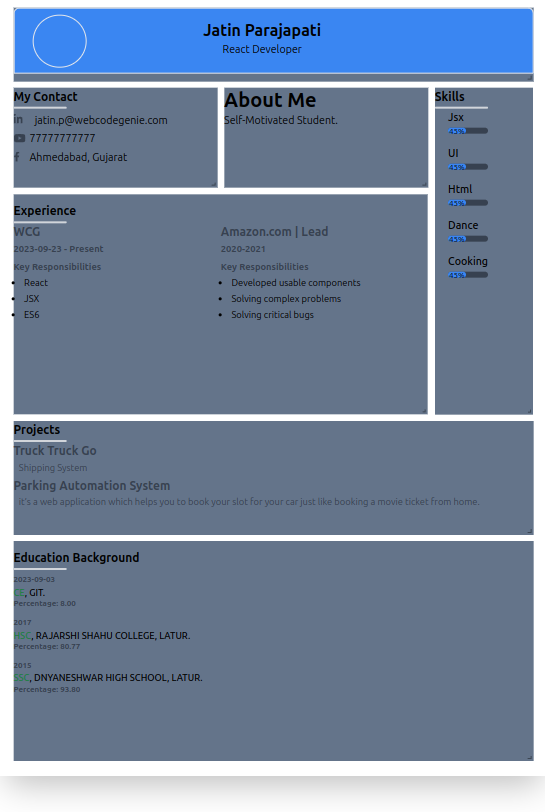 Jatin Parajapati
React Developer
My Contact
in jatin.p@webcodegenie.com
77777777777
f Ahmedabad, Gujarat
About Me
Self-Motivated Student.
Skills
Jsx
45%
UI
45%
Html
45%
Dance
45%
Cooking
45%
Experience
WCG
2023-09-23 - Present
Key Responsibilities
• React
• JSX
• ES6
Amazon.com | Lead
2020-2021
Key Responsibilities
• Developed usable components
• Solving complex problems
• Solving critical bugs
Projects
Truck Truck Go
Shipping System
Parking Automation System
it's a web application which helps you to book your slot for your car just like booking a movie ticket from home.
Education Background
2023-09-03
CE, GIT.
Percentage: 8.00
2017
HSC, RAJARSHI SHAHU COLLEGE, LATUR.
Percentage: 80.77
2015
SSC, DNYANESHWAR HIGH SCHOOL, LATUR.
Percentage: 93.80